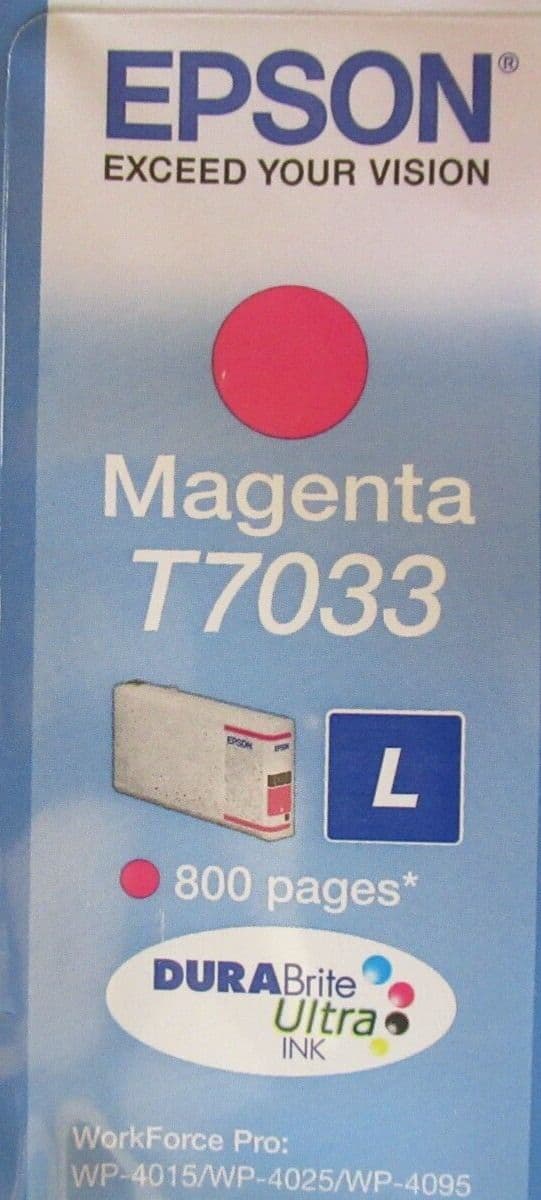 EPSON®
EXCEED YOUR VISION
Magenta
T7033
EPSON EPSON
L
800 pages*
DURABrite
Ultra
INK
WorkForce Pro:
WP-4015/WP-4025/WP-4095